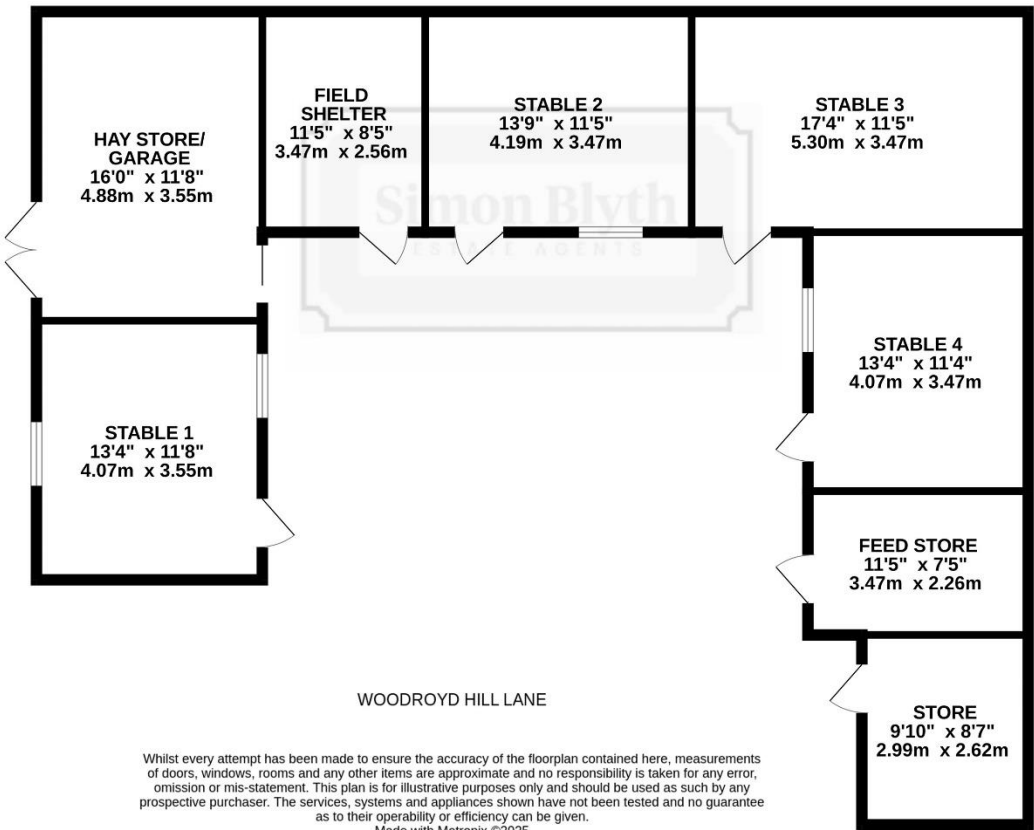 HAY STORE/
GARAGE
16'0" x 11'8"
4.88m x 3.55m
FIELD
SHELTER
11'5" x 8'5"
3.47m x 2.56m
STABLE 2
13'9" x 11'5"
4.19m x 3.47m
STABLE 3
17'4" x 11'5"
5.30m x 3.47m
Simon Blyth
ESTATE AGENTS
STABLE 4
13'4" x 11'4"
4.07m x 3.47m
STABLE 1
13'4" x 11'8"
4.07m x 3.55m
FEED STORE
11'5" x 7'5"
3.47m x 2.26m
STORE
9'10" x 8'7"
2.99m x 2.62m
WOODROYD HILL LANE
Whilst every attempt has been made to ensure the accuracy of the floorplan contained here, measurements
of doors, windows, rooms and any other items are approximate and no responsibility is taken for any error,
omission or mis-statement. This plan is for illustrative purposes only and should be used as such by any
prospective purchaser. The services, systems and appliances shown have not been tested and no guarantee
as to their operability or efficiency can be given.
Made with Metropix ©2025